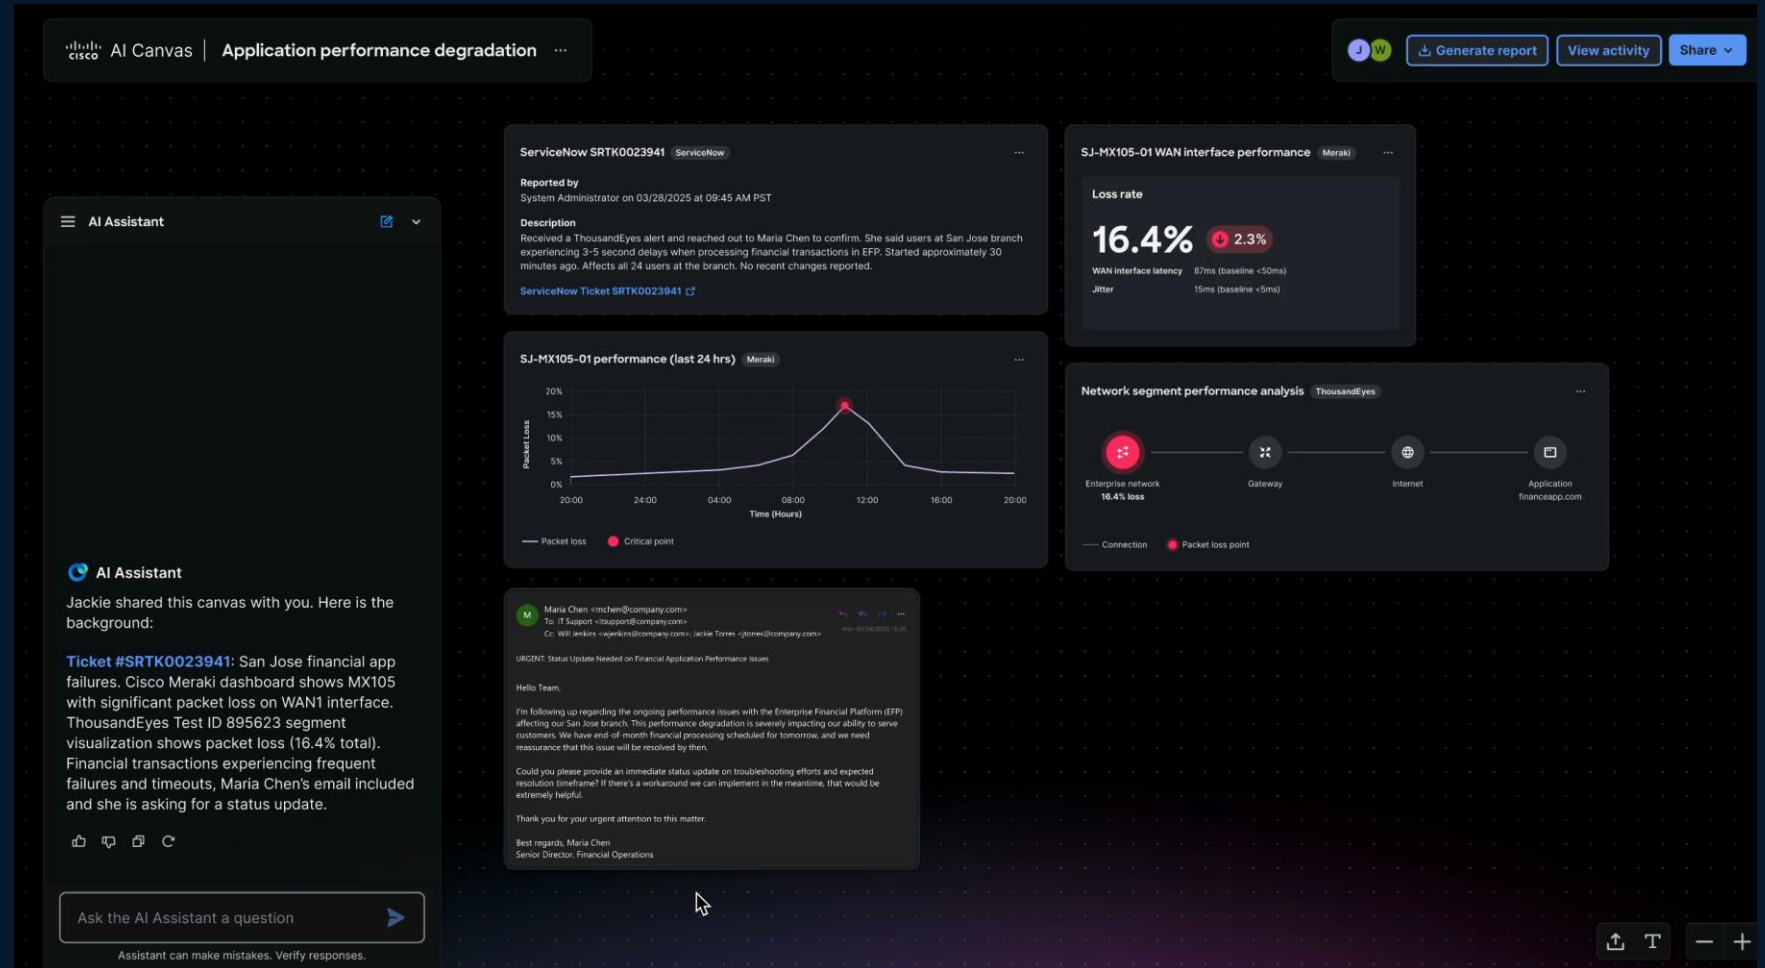 CISCO AI Canvas | Application performance degradation ...
J W Generate report View activity Share
ServiceNow SRTK0023941 ServiceNow ...
Reported by
System Administrator on 03/28/2025 at 09:45 AM PST
Description
Received a ThousandEyes alert and reached out to Maria Chen to confirm. She said users at San Jose branch
experiencing 3-5 second delays when processing financial transactions in EFP. Started approximately 30
minutes ago. Affects all 24 users at the branch. No recent changes reported.
ServiceNow Ticket SRTK0023941
SJ-MX105-01 WAN interface performance Meraki ...
Loss rate
16.4% 2.3%
WAN interface latency 87ms (baseline <50ms)
Jitter 15ms (baseline <5ms)
SJ-MX105-01 performance (last 24 hrs) Meraki ...
Packet Loss
20%
15%
10%
5%
0%
20:00 24:00 04:00 08:00 12:00 16:00 20:00
Time (Hours)
Packet loss Critical point
Network segment performance analysis ThousandEyes ...
Enterprise network Gateway Internet Application
16.4% loss financeapp.com
Connection Packet loss point
M
Maria Chen <mchen@company.com>
To: IT Support <itsupport@company.com>
Cc: Will Jenkins <wjenkins@company.com>; Jackie Torres <jtorres@company.com>
URGENT: Status Update Needed on Financial Application Performance Issues
Hello Team,
I'm following up regarding the ongoing performance issues with the Enterprise Financial Platform (EFP)
affecting our San Jose branch. This performance degradation is severely impacting our ability to serve
customers. We have end-of-month financial processing scheduled for tomorrow, and we need
reassurance that this issue will be resolved by then.
Could you please provide an immediate status update on troubleshooting efforts and expected
resolution timeframe? If there's a workaround we can implement in the meantime, that would be
extremely helpful.
Thank you for your urgent attention to this matter.
Best regards, Maria Chen
Senior Director, Financial Operations
AI Assistant
AI Assistant
Jackie shared this canvas with you. Here is the
background:
Ticket #SRTK0023941: San Jose financial app
failures. Cisco Meraki dashboard shows MX105
with significant packet loss on WAN1 interface.
ThousandEyes Test ID 895623 segment
visualization shows packet loss (16.4% total).
Financial transactions experiencing frequent
failures and timeouts, Maria Chen's email included
and she is asking for a status update.
Ask the AI Assistant a question
Assistant can make mistakes. Verify responses.
T